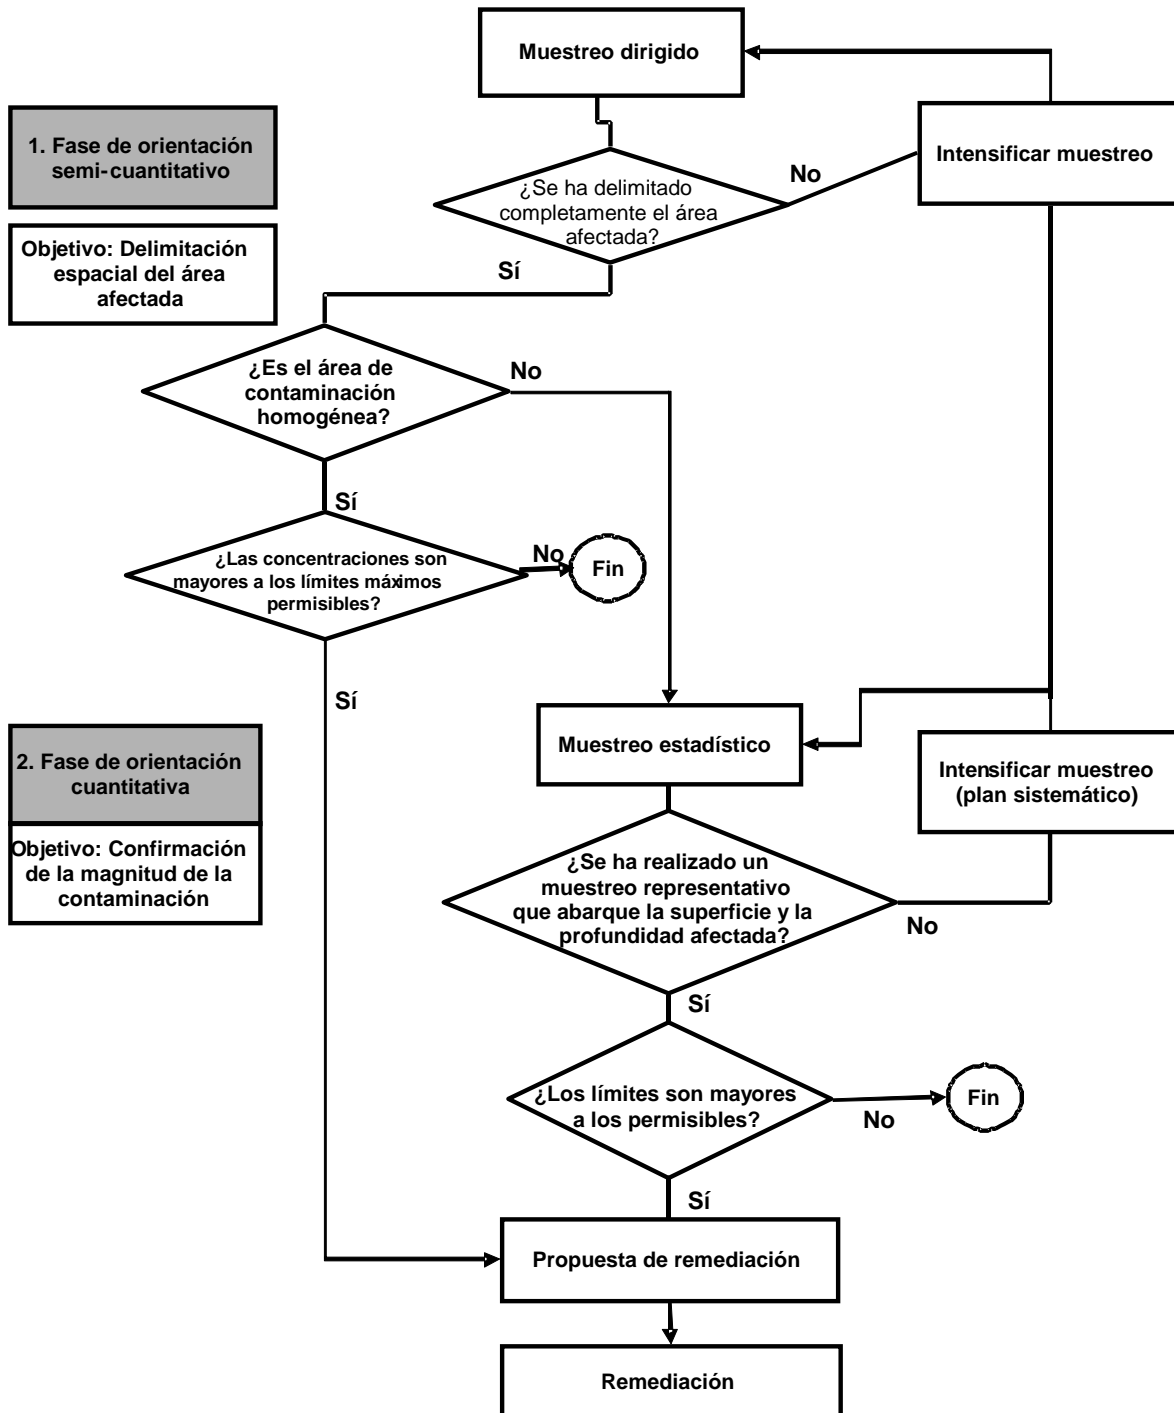 Muestreo dirigido
1. Fase de orientación
semi-cuantitativo
Intensificar muestreo
No
¿Se ha delimitado
completamente el área
afectada?
Objetivo: Delimitación
espacial del área
afectada
Sí
¿Es el área de
contaminación
homogénea?
No
Sí
¿Las concentraciones son
mayores a los límites máximos
permisibles?
No
Fin
Sí
2. Fase de orientación
cuantitativa
Muestreo estadístico
Intensificar muestreo
(plan sistemático)
Objetivo: Confirmación
de la magnitud de la
contaminación
¿Se ha realizado un
muestreo representativo
que abarque la superficie y la
profundidad afectada?
No
Sí
¿Los límites son mayores
a los permisibles?
No
Fin
Sí
Propuesta de remediación
Remediación